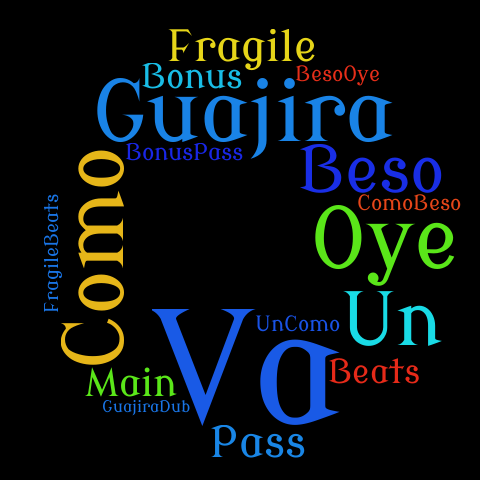 Fragile
Bonus
BesoOye
Guajira
BonusPass
Beso
Como
ComoBeso
FragileBeats
Oye
Un
Va
UnComo
Beats
Main
GuajiraDub
Pass